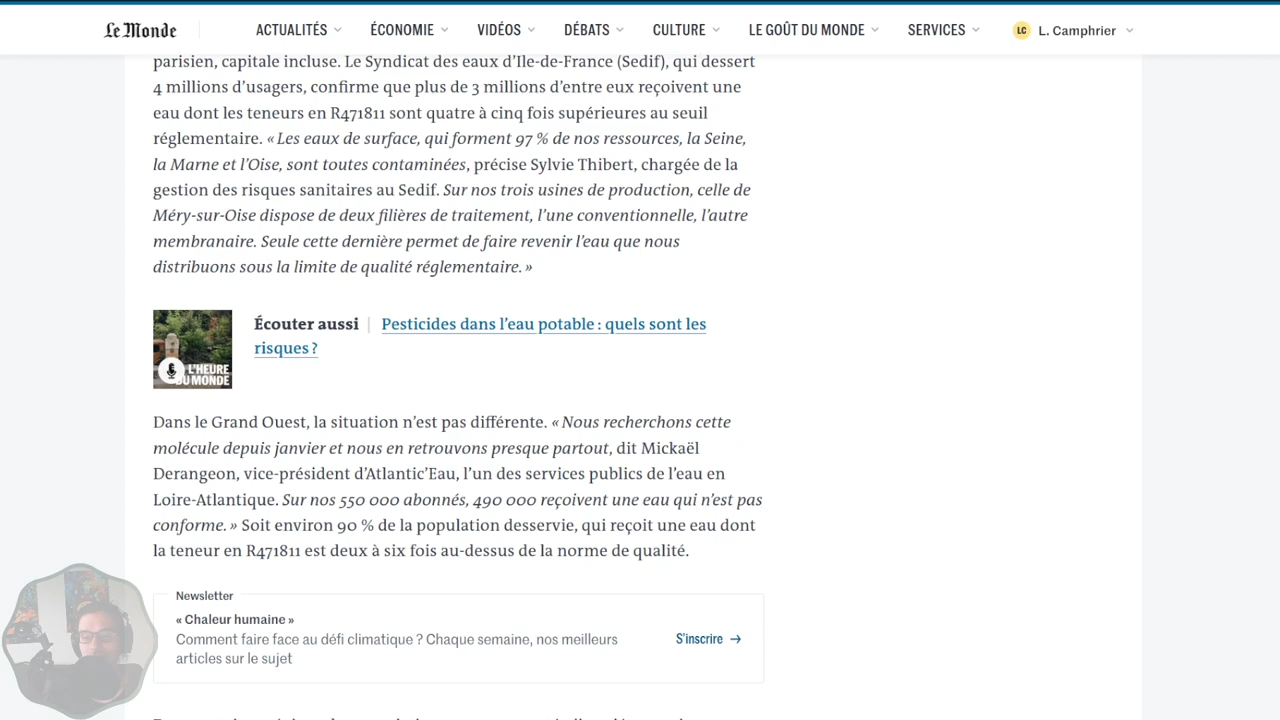 Le Monde
ACTUALITÉS
ÉCONOMIE
VIDÉOS
DÉBATS
CULTURE
LE GOÛT DU MONDE
SERVICES
LC L. Camphrier
parisien, capitale incluse. Le Syndicat des eaux d’Ile-de-France (Sedif), qui dessert
4 millions d’usagers, confirme que plus de 3 millions d’entre eux reçoivent une
eau dont les teneurs en R471811 sont quatre à cinq fois supérieures au seuil
réglementaire. « Les eaux de surface, qui forment 97 % de nos ressources, la Seine,
la Marne et l’Oise, sont toutes contaminées, précise Sylvie Thibert, chargée de la
gestion des risques sanitaires au Sedif. Sur nos trois usines de production, celle de
Méry-sur-Oise dispose de deux filières de traitement, l’une conventionnelle, l’autre
membranaire. Seule cette dernière permet de faire revenir l’eau que nous
distribuons sous la limite de qualité réglementaire. »
L'HEURE
DU MONDE
Écouter aussi | Pesticides dans l’eau potable : quels sont les
risques ?
Dans le Grand Ouest, la situation n’est pas différente. « Nous recherchons cette
molécule depuis janvier et nous en retrouvons presque partout, dit Mickaël
Derangeon, vice-président d’Atlantic’Eau, l’un des services publics de l’eau en
Loire-Atlantique. Sur nos 550 000 abonnés, 490 000 reçoivent une eau qui n’est pas
conforme. » Soit environ 90 % de la population desservie, qui reçoit une eau dont
la teneur en R471811 est deux à six fois au-dessus de la norme de qualité.
Newsletter
« Chaleur humaine »
Comment faire face au défi climatique ? Chaque semaine, nos meilleurs
articles sur le sujet
S’inscrire →